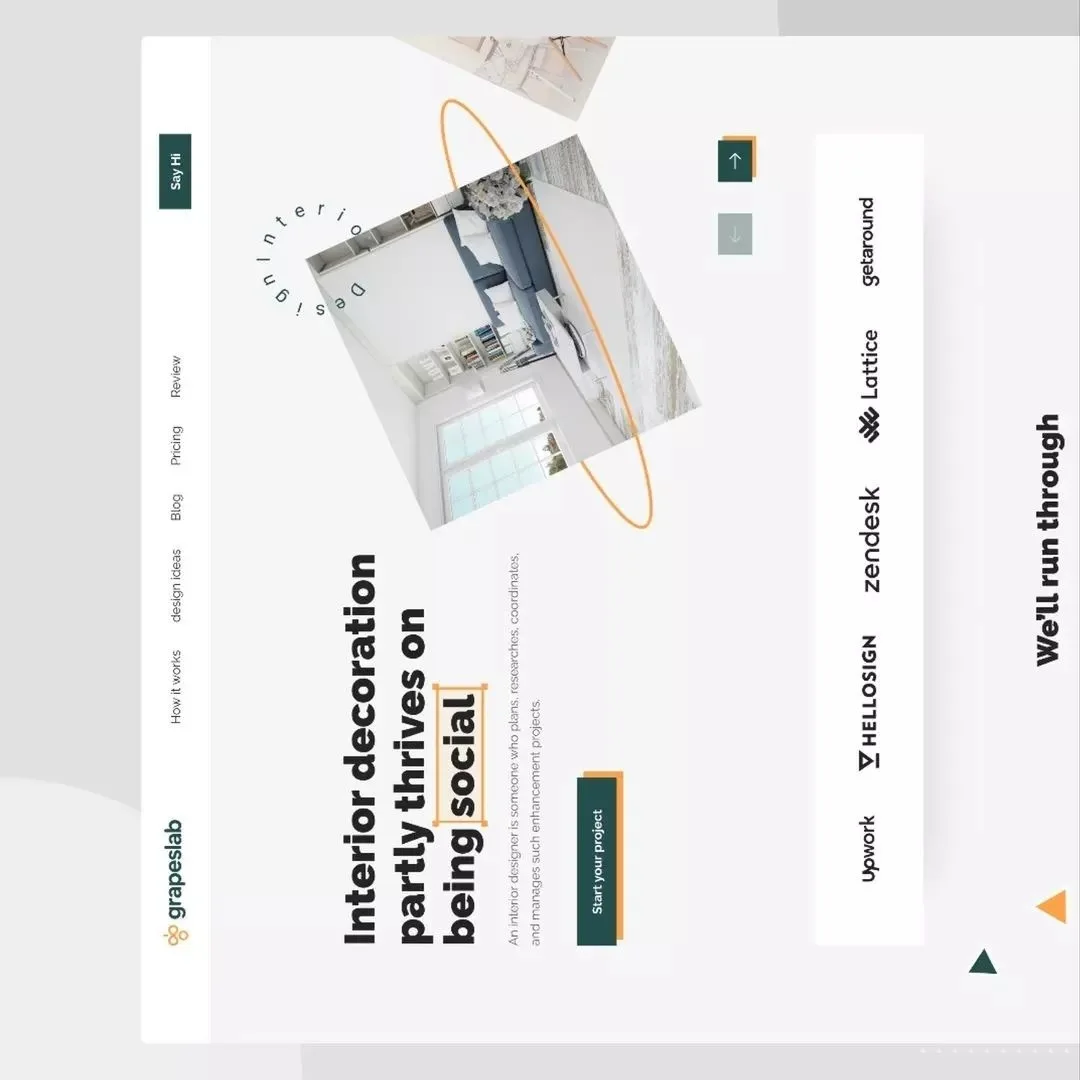 grapeslab
How it works
design ideas
Blog
Pricing
Review
Say Hi
Interior decoration
partly thrives on
being social
An interior designer is someone who plans, researches, coordinates,
and manages such enhancement projects.
Start your project
Design Interio
Upwork
HELLOSIGN
zendesk
Lattice
getaround
We'll run through